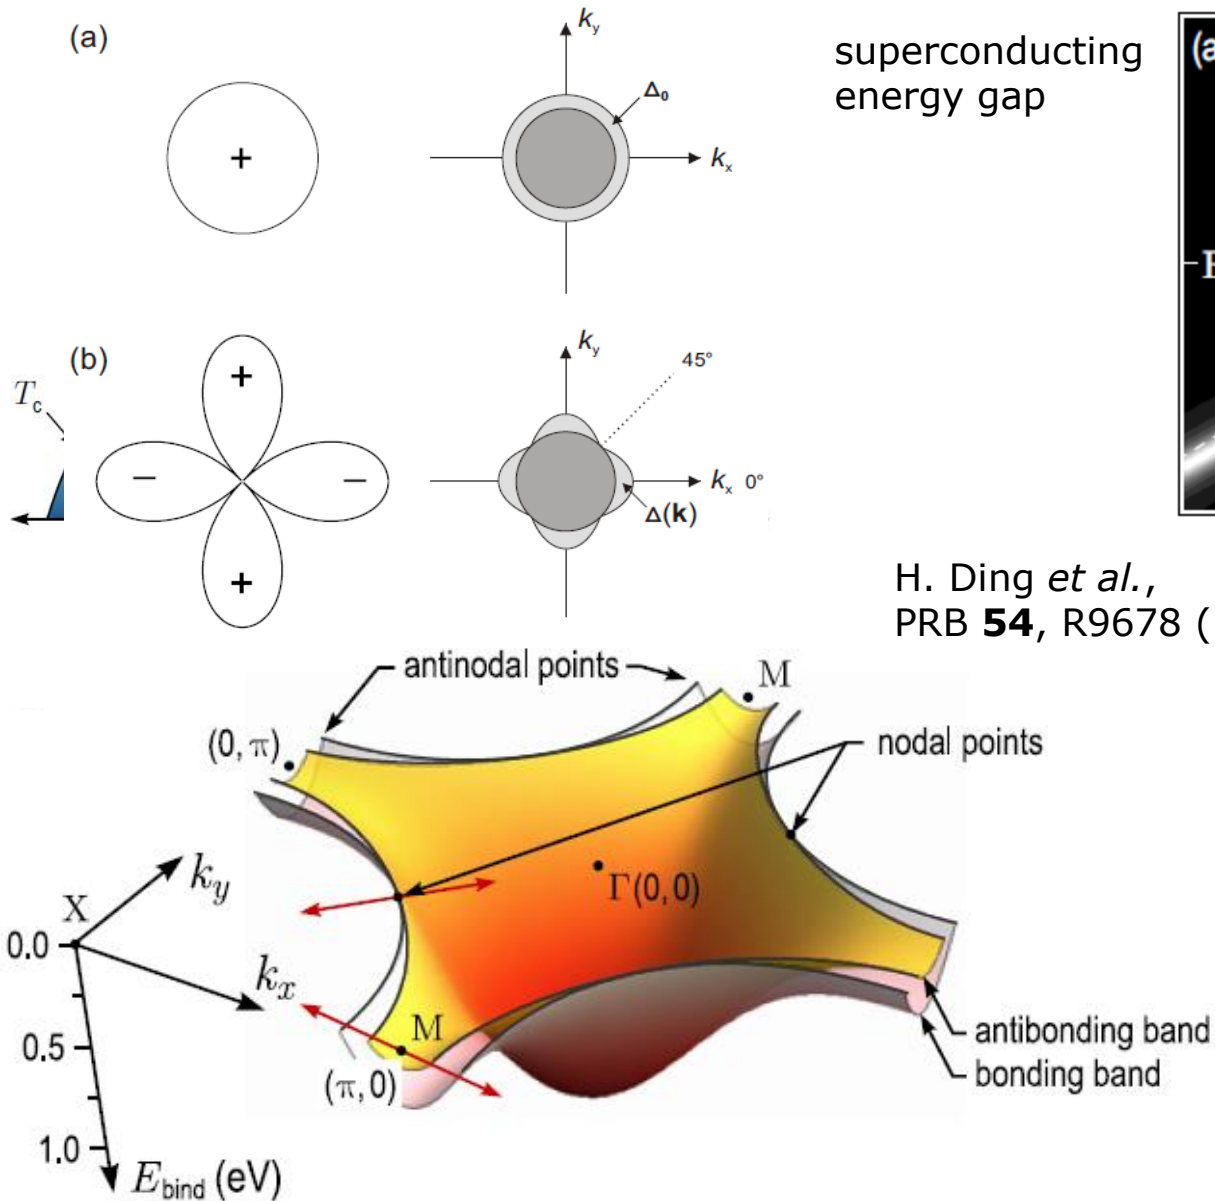 (a)
k_y
Δ₀
k_x
+
superconducting
energy gap
(a
(b)
k_y
45°
T_c
+
−
−
k_x 0°
Δ(k)
+
H. Ding et al.,
PRB 54, R9678 (
antinodal points
M
(0, π)
nodal points
k_y
Γ(0, 0)
X
0.0
k_x
M
antibonding band
0.5
bonding band
(π, 0)
1.0
E_bind (eV)